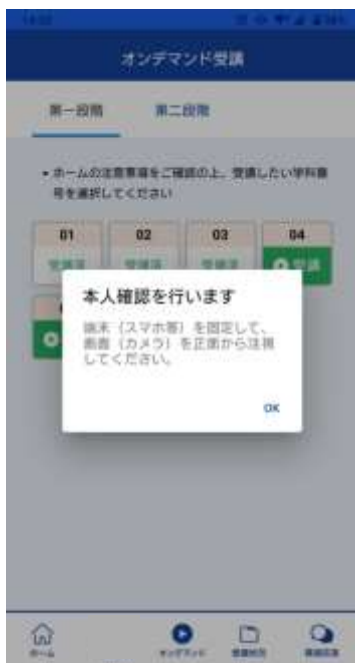 オンデマンド受講
第一段階 第二段階
• ホームの注意事項をご確認の上、受講したい学科番
号を選択してください
01 02 03 04
受講済 受講済 受講済 受講
本人確認を行います
端末（スマホ等）を固定して、
画面（カメラ）を正面から注視
してください。
OK
ホーム オンデマンド 受講状況